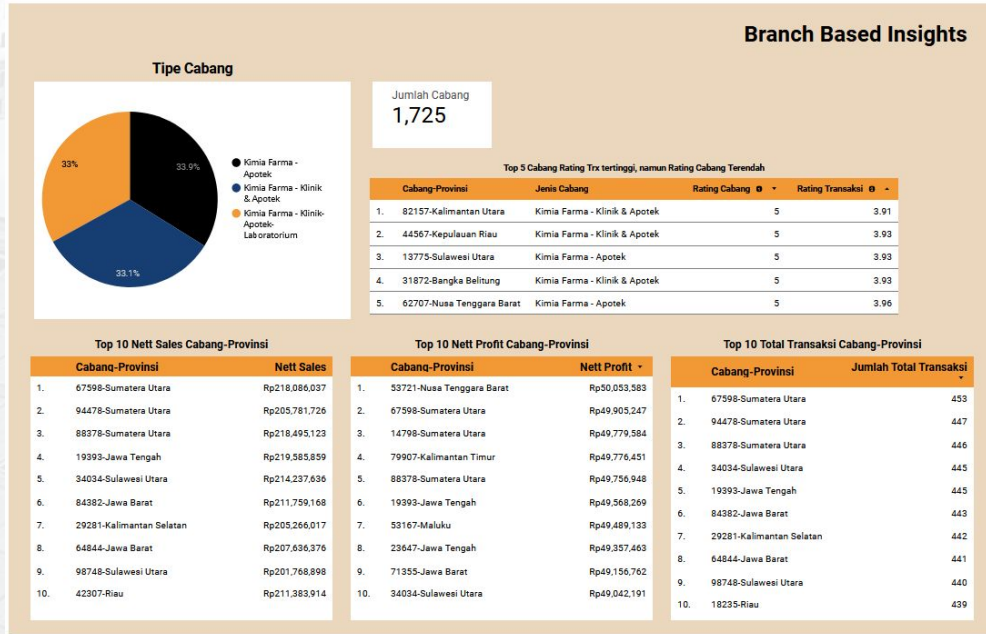 Branch Based Insights
Tipe Cabang
33%
33.9%
33.1%
Kimia Farma -
Apotek
Kimia Farma - Klinik
& Apotek
Kimia Farma - Klinik-
Apotek-
Laboratorium
Jumlah Cabang
1,725
Top 5 Cabang Rating Trx tertinggi, namun Rating Cabang Terendah
Cabang-Provinsi Jenis Cabang Rating Cabang Rating Transaksi
1. 82157-Kalimantan Utara Kimia Farma - Klinik & Apotek 5 3.91
2. 44567-Kepulauan Riau Kimia Farma - Klinik & Apotek 5 3.93
3. 13775-Sulawesi Utara Kimia Farma - Apotek 5 3.93
4. 31872-Bangka Belitung Kimia Farma - Klinik & Apotek 5 3.93
5. 62707-Nusa Tenggara Barat Kimia Farma - Apotek 5 3.96
Top 10 Nett Sales Cabang-Provinsi
Cabang-Provinsi Nett Sales
1. 67598-Sumatera Utara Rp218,086,037
2. 94478-Sumatera Utara Rp205,781,726
3. 88378-Sumatera Utara Rp218,495,123
4. 19393-Jawa Tengah Rp219,585,859
5. 34034-Sulawesi Utara Rp214,237,636
6. 84382-Jawa Barat Rp211,759,168
7. 29281-Kalimantan Selatan Rp205,266,017
8. 64844-Jawa Barat Rp207,636,376
9. 98748-Sulawesi Utara Rp201,768,898
10. 42307-Riau Rp211,383,914
Top 10 Nett Profit Cabang-Provinsi
Cabang-Provinsi Nett Profit
1. 53721-Nusa Tenggara Barat Rp50,053,583
2. 67598-Sumatera Utara Rp49,905,247
3. 14798-Sumatera Utara Rp49,779,584
4. 79907-Kalimantan Timur Rp49,776,451
5. 88378-Sumatera Utara Rp49,756,948
6. 19393-Jawa Tengah Rp49,568,269
7. 53167-Maluku Rp49,489,133
8. 23647-Jawa Tengah Rp49,357,463
9. 71355-Jawa Barat Rp49,156,762
10. 34034-Sulawesi Utara Rp49,042,191
Top 10 Total Transaksi Cabang-Provinsi
Cabang-Provinsi Jumlah Total Transaksi
1. 67598-Sumatera Utara 453
2. 94478-Sumatera Utara 447
3. 88378-Sumatera Utara 446
4. 34034-Sulawesi Utara 445
5. 19393-Jawa Tengah 445
6. 84382-Jawa Barat 443
7. 29281-Kalimantan Selatan 442
8. 64844-Jawa Barat 441
9. 98748-Sulawesi Utara 440
10. 18235-Riau 439